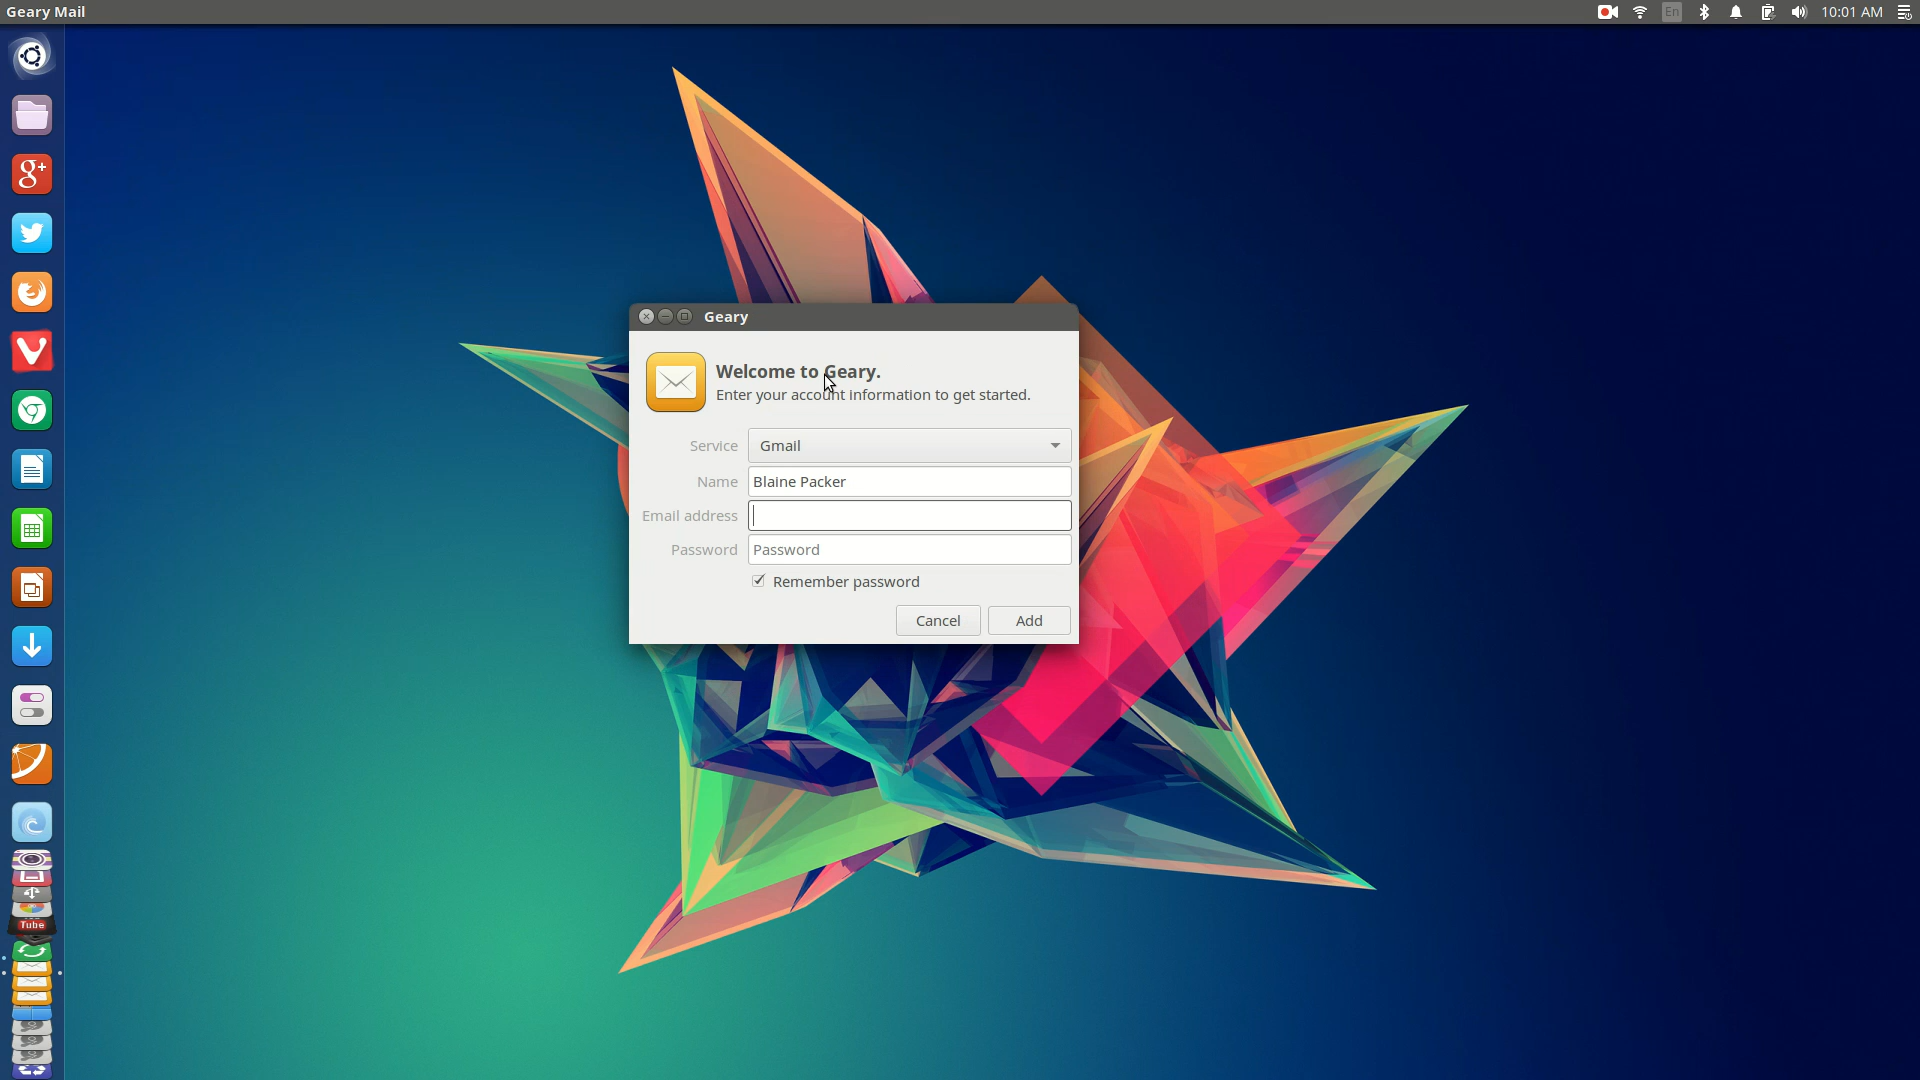 Geary Mail
En
10:01 AM
g+
Geary
Welcome to Geary.
Enter your account information to get started.
Service Gmail
Name Blaine Packer
Email address
Password Password
Remember password
Cancel Add
Tube